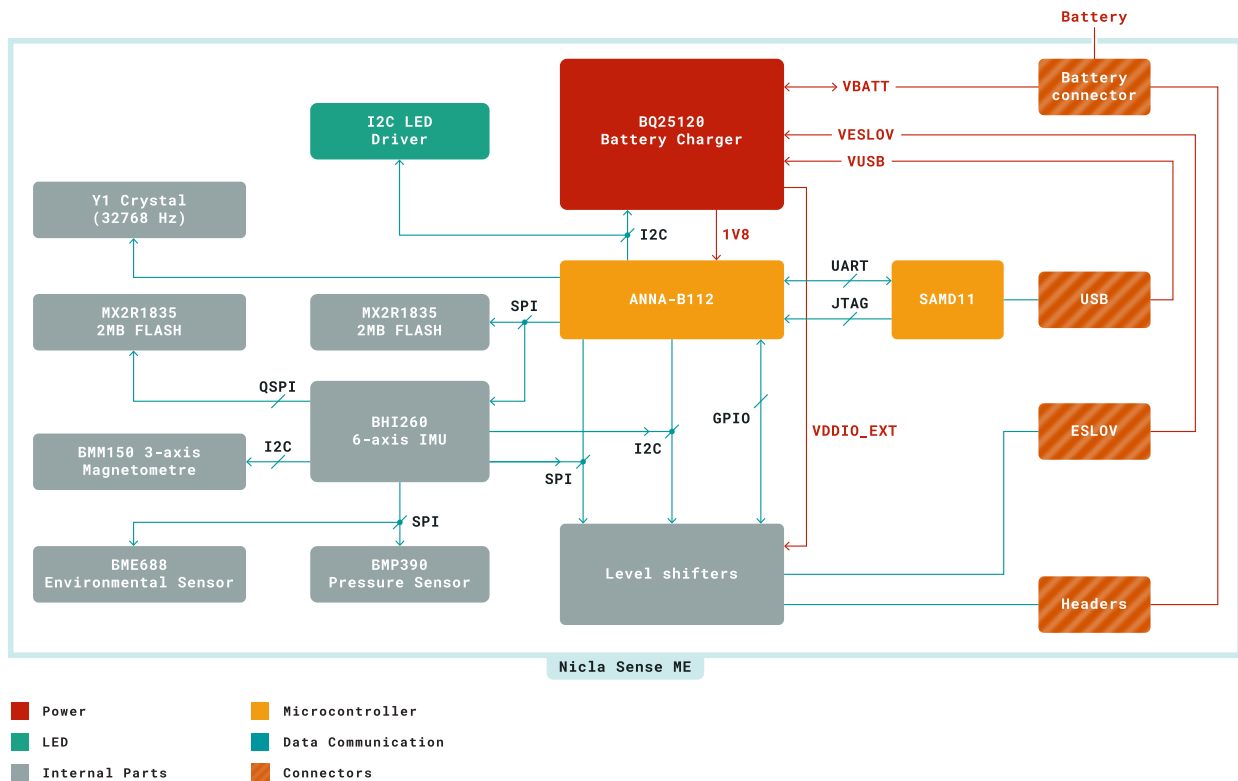 Battery
Battery
connector
BQ25120
Battery Charger
VBATT
VESLOV
VUSB
I2C LED
Driver
Y1 Crystal
(32768 Hz)
I2C
1V8
UART
JTAG
ANNA-B112
SAMD11
USB
MX2R1835
2MB FLASH
MX2R1835
2MB FLASH
SPI
QSPI
BHI260
6-axis IMU
GPIO
VDDIO_EXT
ESLOV
BMM150 3-axis
Magnetometre
I2C
I2C
SPI
SPI
BME688
Environmental Sensor
BMP390
Pressure Sensor
Level shifters
Headers
Nicla Sense ME
Power
LED
Internal Parts
Microcontroller
Data Communication
Connectors